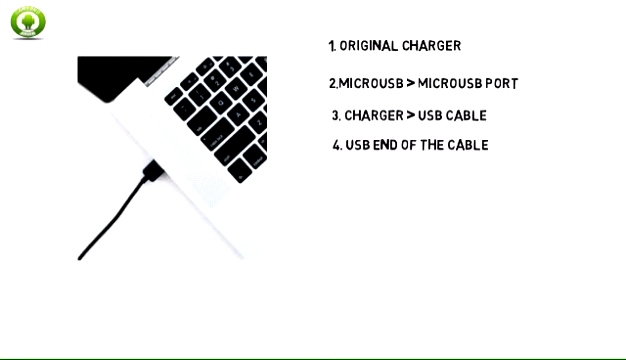 1. ORIGINAL CHARGER
2.MICROUSB > MICROUSB PORT
3. CHARGER > USB CABLE
4. USB END OF THE CABLE